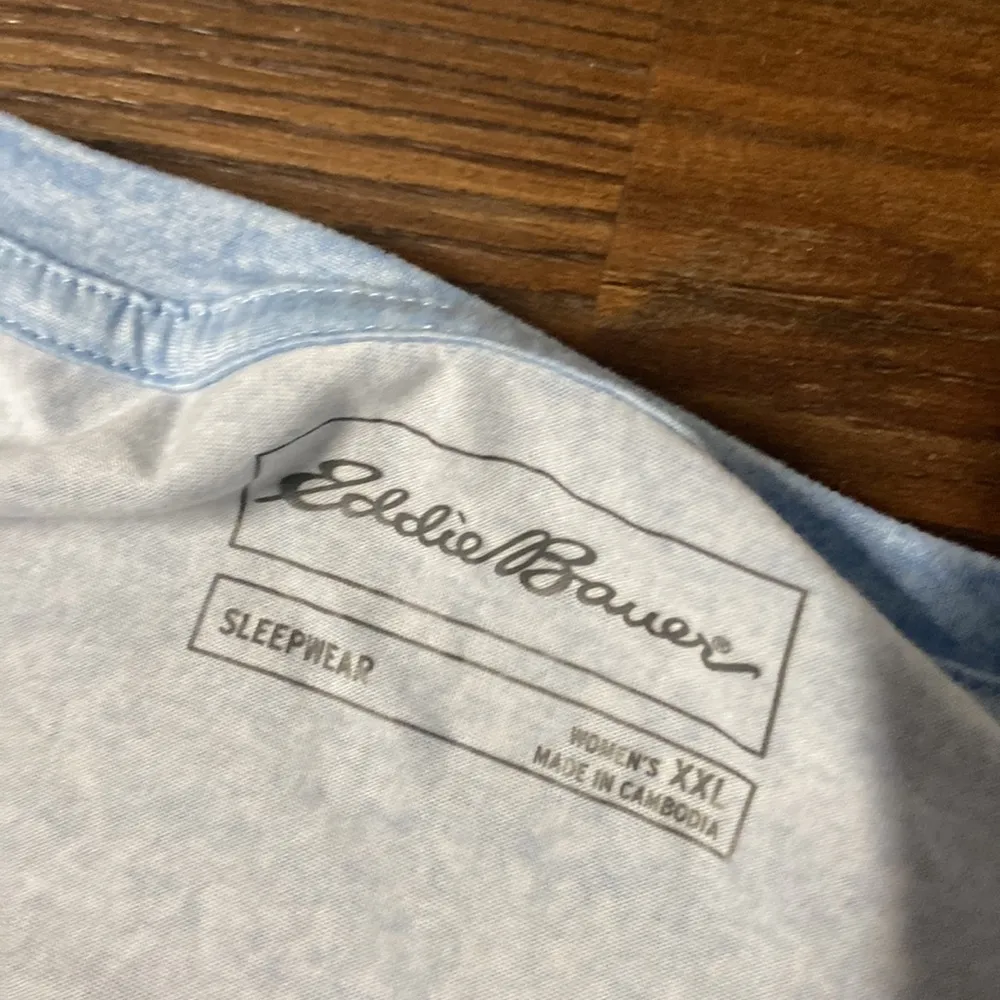 Eddie Bauer®
SLEEPWEAR
WOMEN'S XXL
MADE IN CAMBODIA